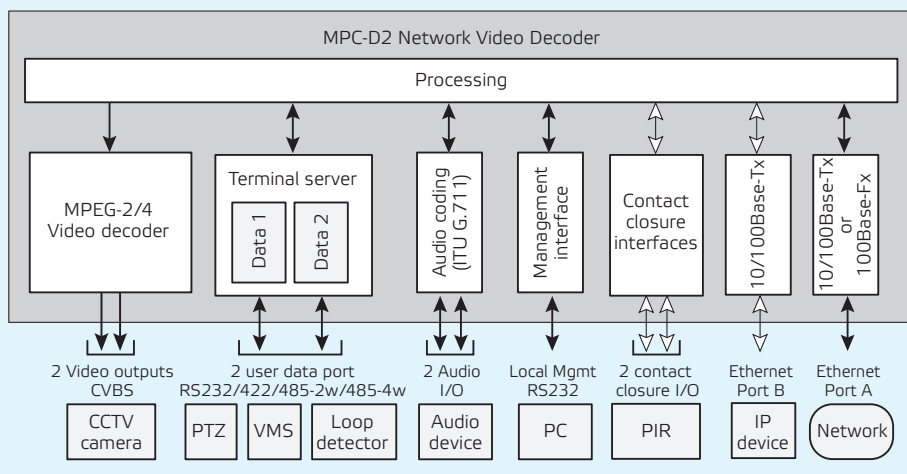 MPC-D2 Network Video Decoder
Processing
MPEG-2/4
Video decoder
Terminal server
Data 1
Data 2
Audio coding
(ITU G.711)
Management
interface
Contact
closure
interfaces
10/100Base-Tx
10/100Base-Tx
or
100Base-Fx
2 Video outputs
CVBS
2 user data port
RS232/422/485-2w/485-4w
2 Audio
I/O
Local Mgmt
RS232
2 contact
closure I/O
Ethernet
Port B
Ethernet
Port A
CCTV
camera
PTZ
VMS
Loop
detector
Audio
device
PC
PIR
IP
device
Network